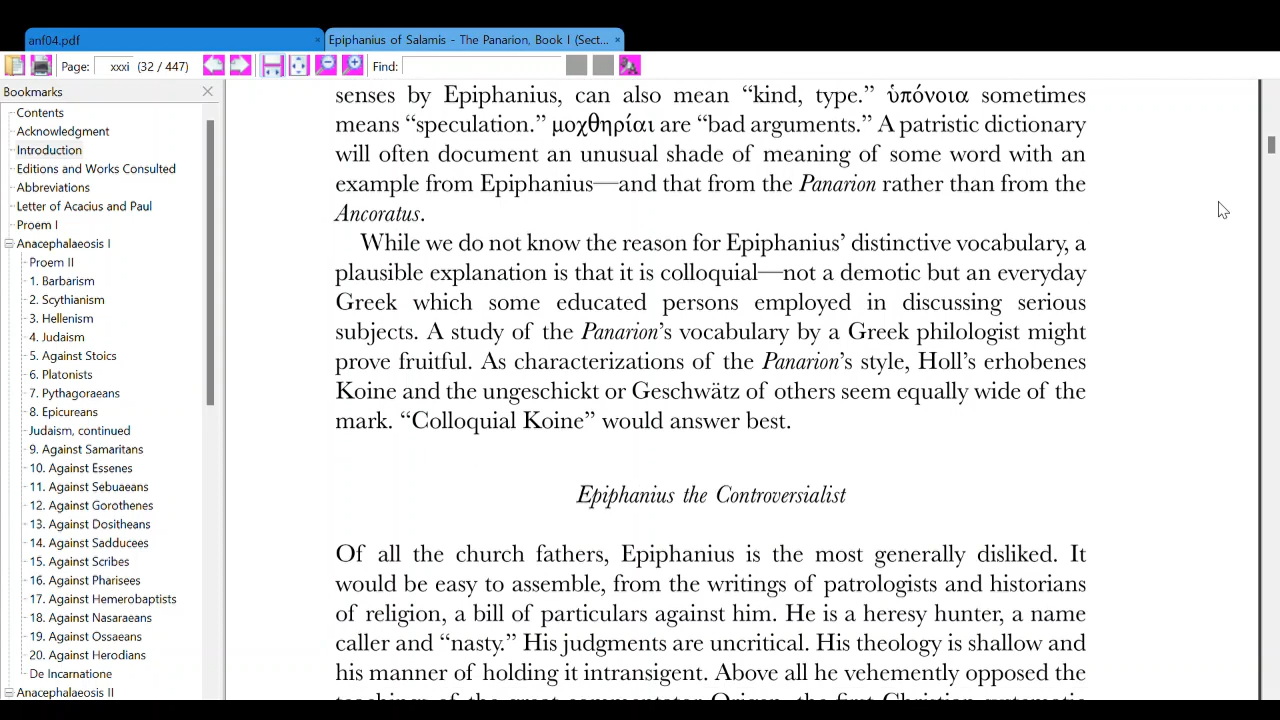 anf04.pdf ×
Epiphanius of Salamis - The Panarion, Book I (Sect... ×
Page: xxxi (32 / 447)
Find:
Bookmarks
Contents
Acknowledgment
Introduction
Editions and Works Consulted
Abbreviations
Letter of Acacius and Paul
Proem I
Anacephalaeosis I
Proem II
1. Barbarism
2. Scythianism
3. Hellenism
4. Judaism
5. Against Stoics
6. Platonists
7. Pythagoraeans
8. Epicureans
Judaism, continued
9. Against Samaritans
10. Against Essenes
11. Against Sebuaeans
12. Against Gorothenes
13. Against Dositheans
14. Against Sadducees
15. Against Scribes
16. Against Pharisees
17. Against Hemerobaptists
18. Against Nasaraeans
19. Against Ossaeans
20. Against Herodians
De Incarnatione
Anacephalaeosis II
senses by Epiphanius, can also mean “kind, type.” ὑπόνοια sometimes
means “speculation.” μοχθηρίαι are “bad arguments.” A patristic dictionary
will often document an unusual shade of meaning of some word with an
example from Epiphanius—and that from the Panarion rather than from the
Ancoratus.
While we do not know the reason for Epiphanius’ distinctive vocabulary, a
plausible explanation is that it is colloquial—not a demotic but an everyday
Greek which some educated persons employed in discussing serious
subjects. A study of the Panarion’s vocabulary by a Greek philologist might
prove fruitful. As characterizations of the Panarion’s style, Holl’s erhobenes
Koine and the ungeschickt or Geschwätz of others seem equally wide of the
mark. “Colloquial Koine” would answer best.
Epiphanius the Controversialist
Of all the church fathers, Epiphanius is the most generally disliked. It
would be easy to assemble, from the writings of patrologists and historians
of religion, a bill of particulars against him. He is a heresy hunter, a name
caller and “nasty.” His judgments are uncritical. His theology is shallow and
his manner of holding it intransigent. Above all he vehemently opposed the